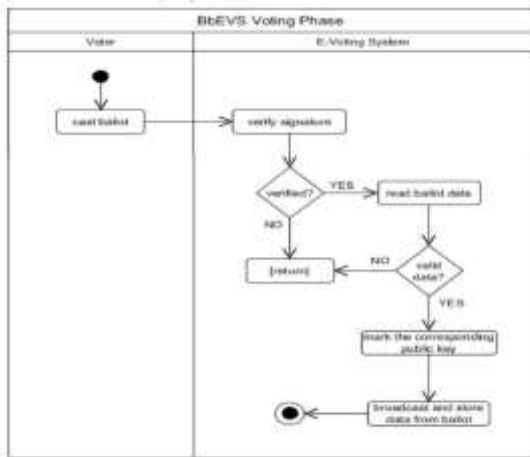 BbEVS Voting Phase
Voter
E-Voting System
cast ballot
verify signature
verified?
YES
read ballot data
NO
[return]
NO
valid
data?
YES
mark the corresponding
public key
broadcast and store
data from ballot